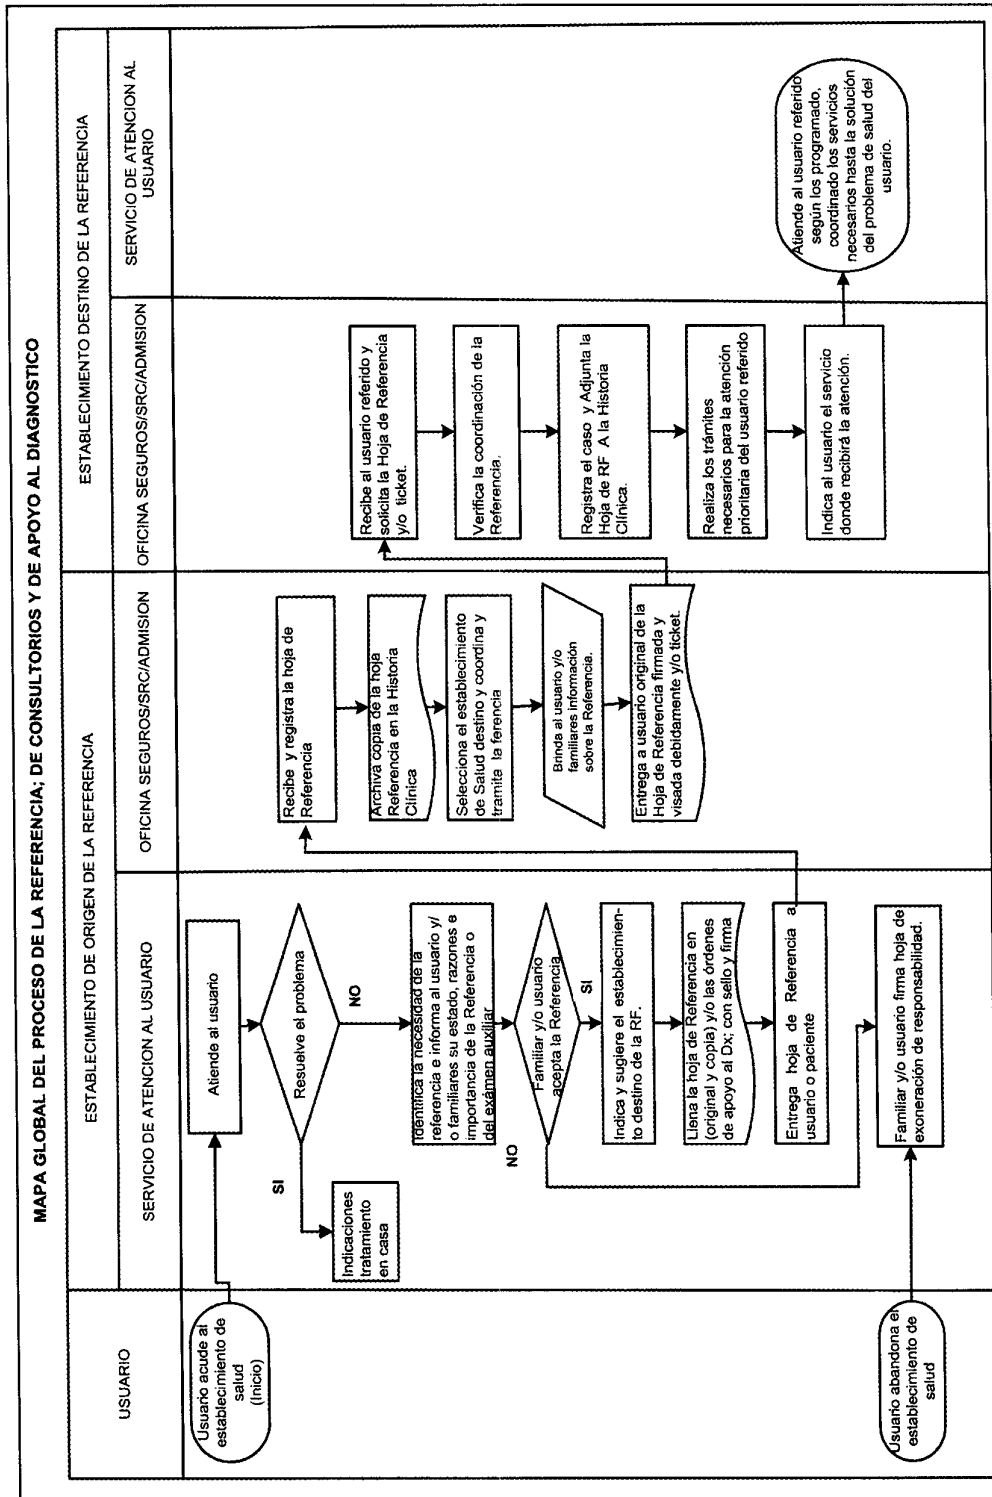 MAPA GLOBAL DEL PROCESO DE LA REFERENCIA; DE CONSULTORIOS Y DE APOYO AL DIAGNOSTICO
USUARIO
ESTABLECIMIENTO DE ORIGEN DE LA REFERENCIA
ESTABLECIMIENTO DESTINO DE LA REFERENCIA
SERVICIO DE ATENCION AL USUARIO
OFICINA SEGUROS/SRC/ADMISION
OFICINA SEGUROS/SRC/ADMISION
SERVICIO DE ATENCION AL
USUARIO
Usuario acude al
establecimiento de
salud
(Inicio)
Atiende al usuario
Resuelve el problema
SI
NO
Indicaciones
tratamiento
en casa
Identifica la necesidad de la
referencia e informa al usuario y/
o familiares su estado, razones e
importancia de la Referencia o
del exámen auxiliar
Familiar y/o usuario
acepta la Referencia
NO
SI
Indica y sugiere el establecimien-
to destino de la RF.
Llena la hoja de Referencia en
(original y copia) y/o las órdenes
de apoyo al Dx; con sello y firma
Entrega hoja de Referencia a
usuario o paciente
Familiar y/o usuario firma hoja de
exoneración de responsabilidad.
Usuario abandona el
establecimiento de
salud
Recibe y registra la hoja de
Referencia
Archiva copia de la hoja
Referencia en la Historia
Clínica
Selecciona el establecimiento
de Salud destino y coordina y
tramite la ferencia
Brinda al usuario y/o
familiares información
sobre la Referencia.
Entrega a usuario original de la
Hoja de Referencia firmada y
visada debidamente y/o ticket.
Recibe al usuario referido y
solicita la Hoja de Referencia
y/o ticket.
Verifica la coordinación de la
Referencia.
Registra el caso y Adjunta la
Hoja de RF A la Historia
Clínica.
Realiza los trámites
necesarios para la atención
prioritaria del usuario referido
Indica al usuario el servicio
donde recibirá la atención.
Atiende al usuario referido
según los programado,
coordinado los servicios
necesarios hasta la solución
del problema de salud del
usuario.